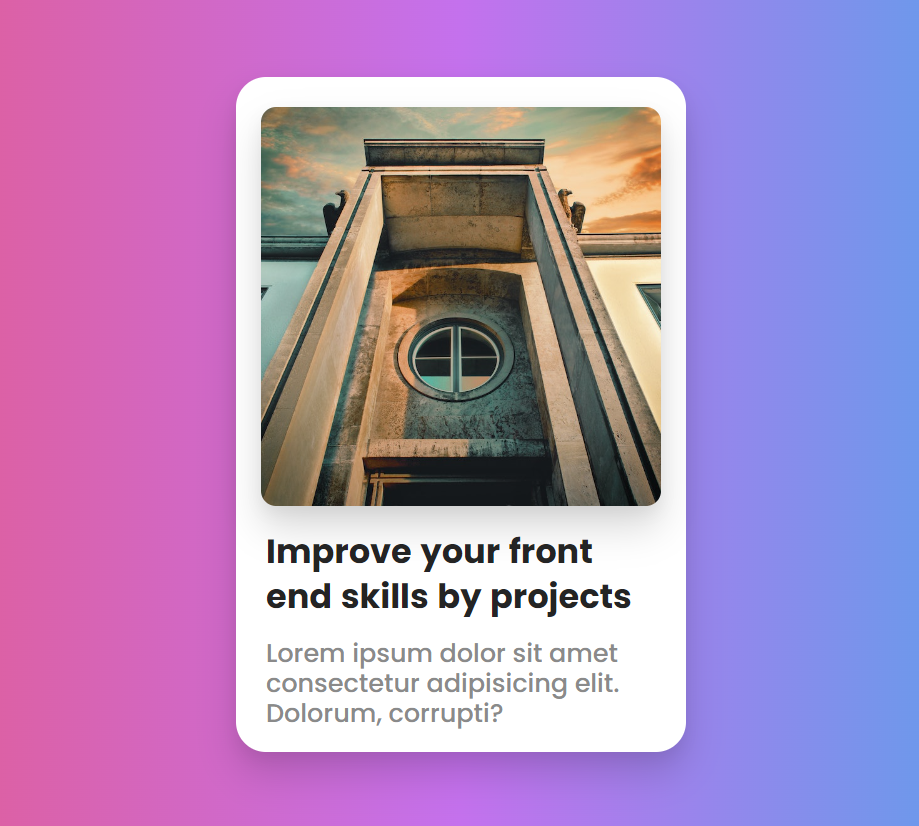 Improve your front
end skills by projects
Lorem ipsum dolor sit amet
consectetur adipisicing elit.
Dolorum, corrupti?